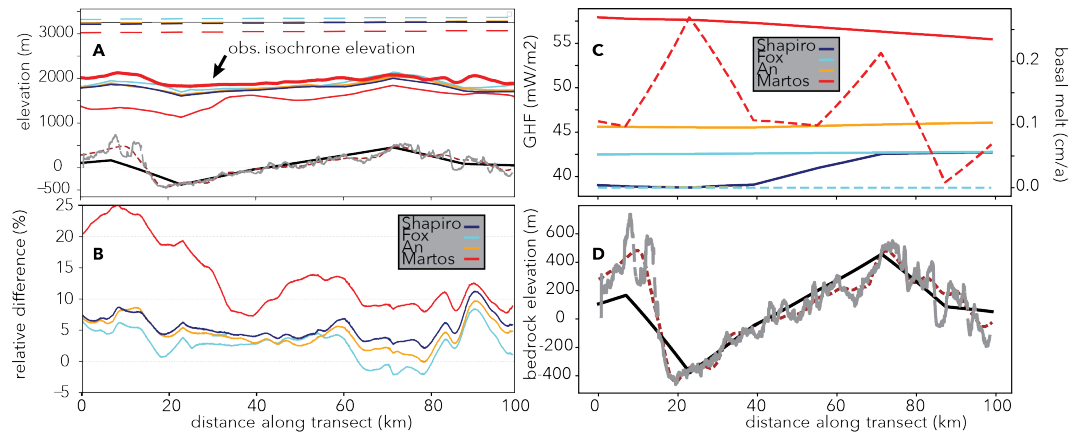 A
obs. isochrone elevation
elevation (m)
3000
2000
1000
0
−500
B
Shapiro
Fox
An
Martos
relative difference (%)
25
20
15
10
5
0
−5
0
20
40
60
80
100
distance along transect (km)
C
Shapiro
Fox
An
Martos
GHF (mW/m2)
55
50
45
40
basal melt (cm/a)
0.2
0.1
0.0
D
bedrock elevation (m)
600
400
200
0
−200
−400
0
20
40
60
80
100
distance along transect (km)